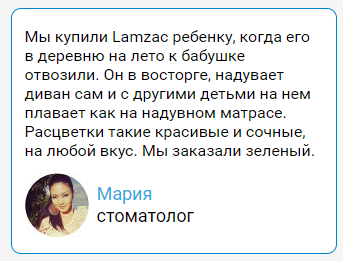 Мы купили Lamzac ребенку, когда его
в деревню на лето к бабушке
отвозили. Он в восторге, надувает
диван сам и с другими детьми на нем
плавает как на надувном матрасе.
Расцветки такие красивые и сочные,
на любой вкус. Мы заказали зеленый.
Мария
стоматолог